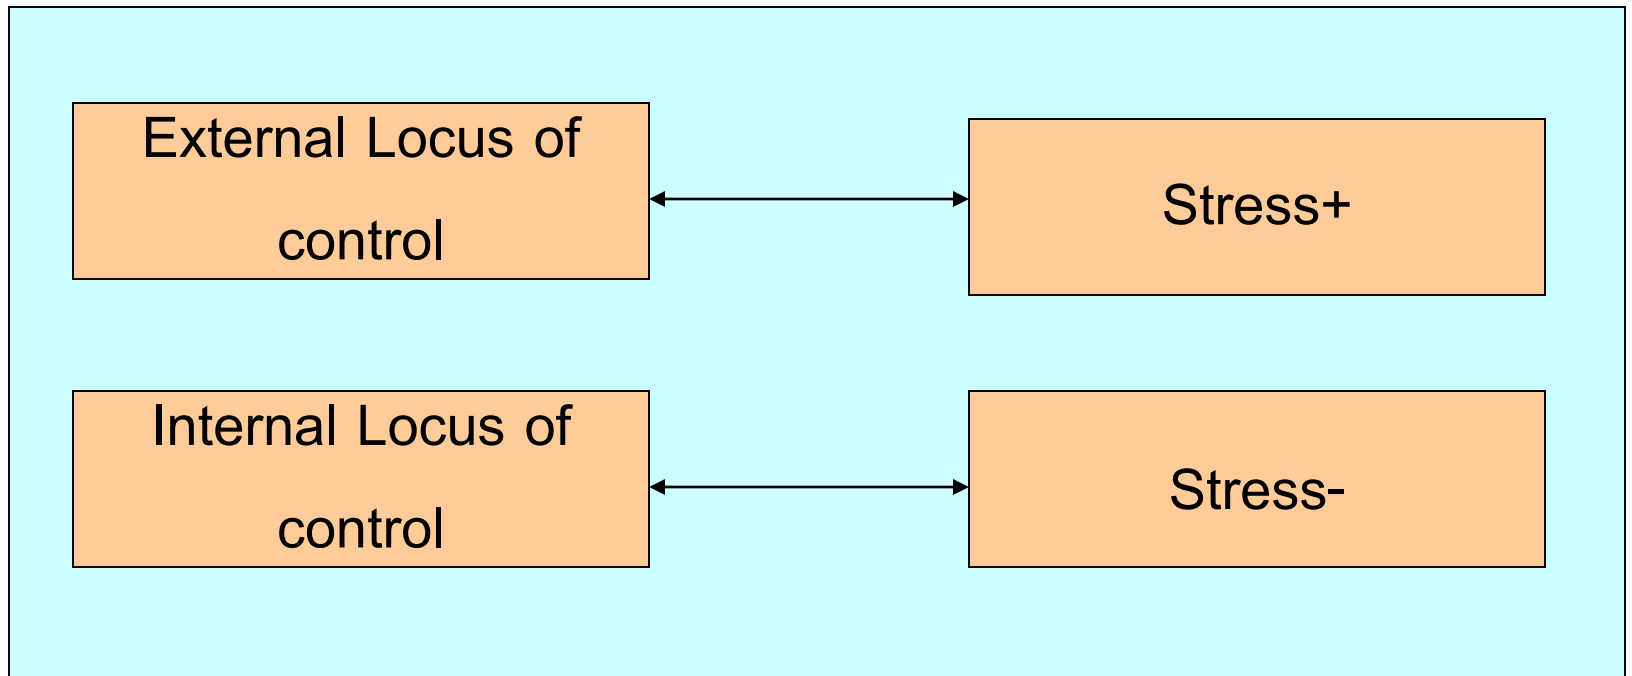 External Locus of
control
Stress+
Internal Locus of
control
Stress-